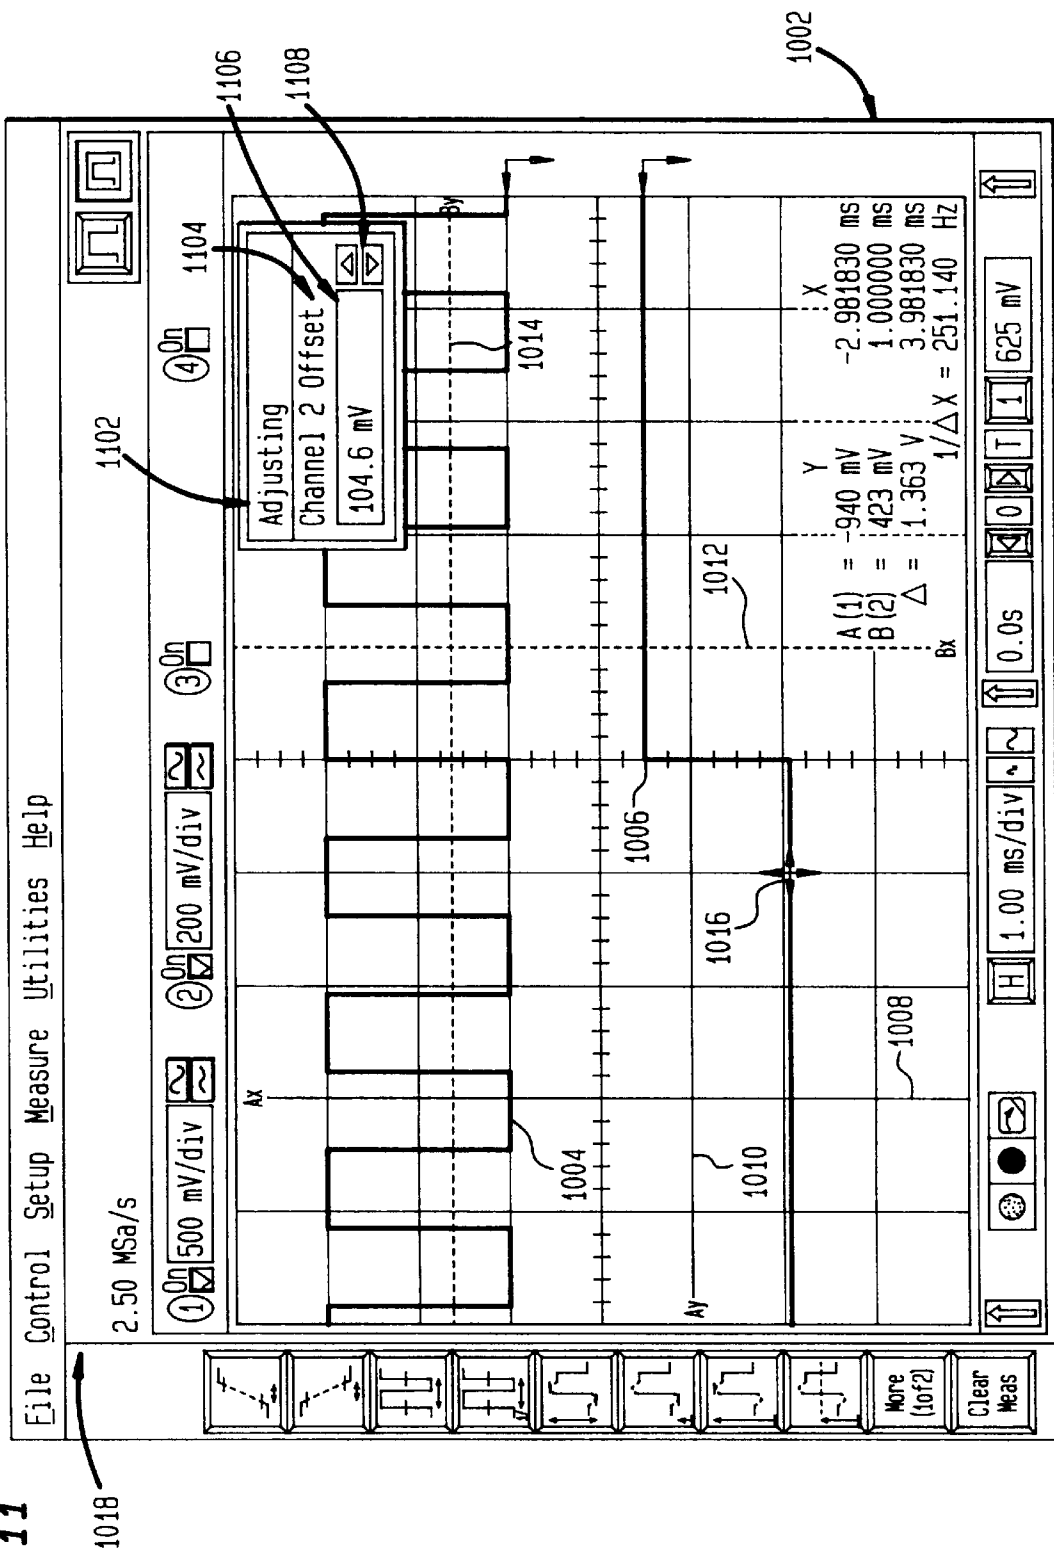 11
1018
File Control Setup Measure Utilities Help
2.50 MSa/s
1 On 500 mV/div
2 On 200 mV/div
3 On
4 On
1102
1104
1106
1108
Adjusting
Channel 2 Offset
104.6 mV
Ax
By
1004
1014
1006
1012
1010
1016
1008
1002
Ay
Bx
Y X
A(1) = -940 mV -2.981830 ms
B(2) = 423 mV 1.000000 ms
△ = 1.363 V 3.981830 ms
1/△X = 251.140 Hz
More
(1of2)
Clear
Meas
H 1.00 ms/div 0.0s 0 T 1 625 mV